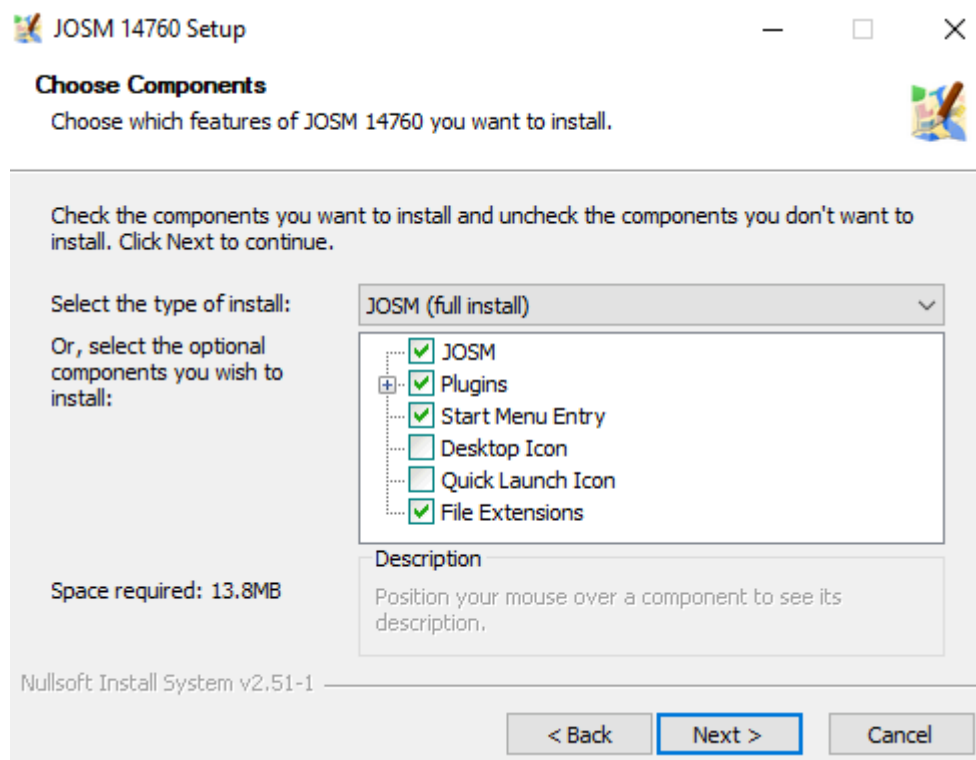 JOSM 14760 Setup
Choose Components
Choose which features of JOSM 14760 you want to install.
Check the components you want to install and uncheck the components you don't want to
install. Click Next to continue.
Select the type of install:
JOSM (full install)
Or, select the optional
components you wish to
install:
JOSM
Plugins
Start Menu Entry
Desktop Icon
Quick Launch Icon
File Extensions
Space required: 13.8MB
Description
Position your mouse over a component to see its
description.
Nullsoft Install System v2.51-1
< Back
Next >
Cancel